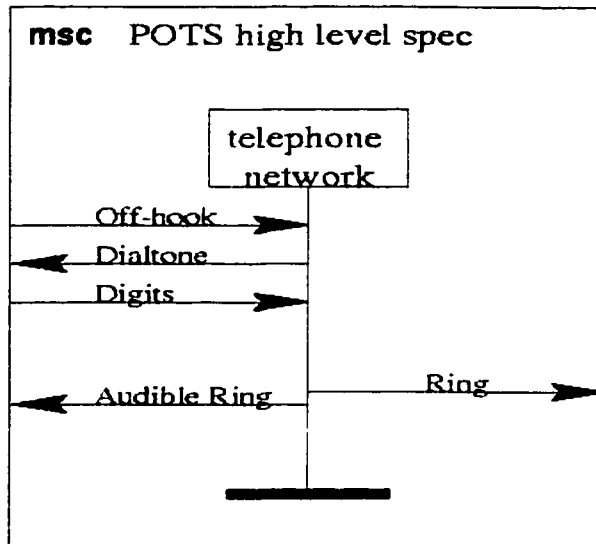 msc POTS high level spec
telephone
network
Off-hook
Dialtone
Digits
Ring
Audible Ring